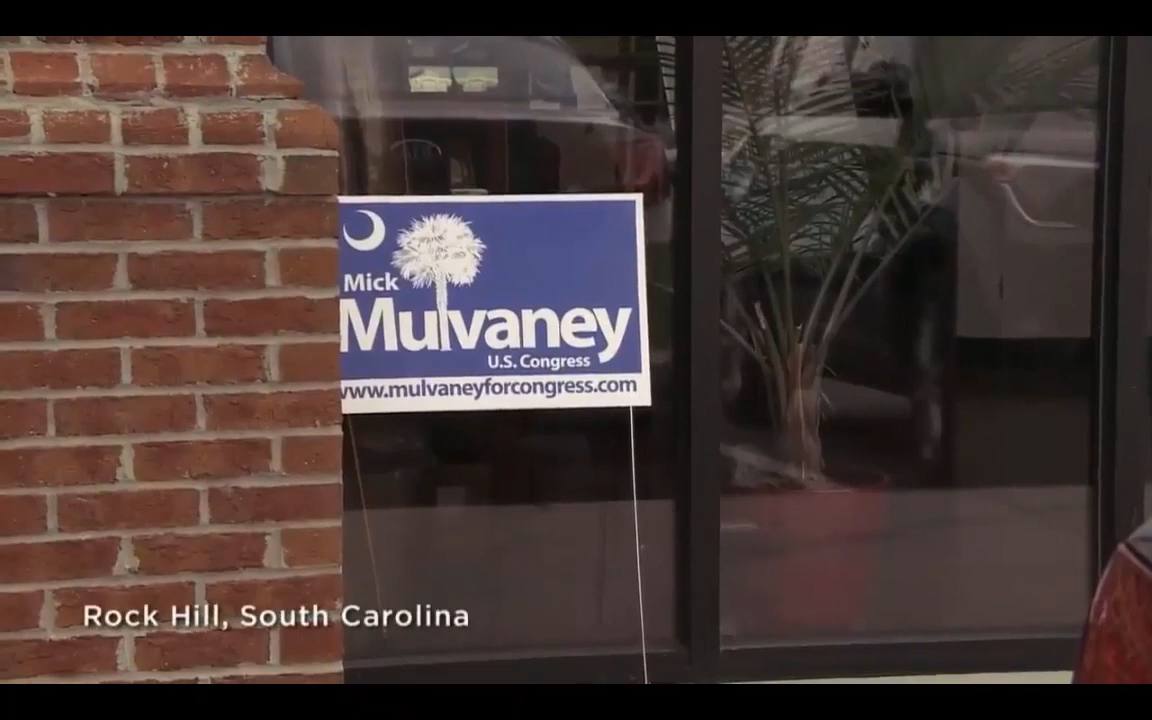 Mick
Mulvaney
U.S. Congress
www.mulvaneyforcongress.com
Rock Hill, South Carolina